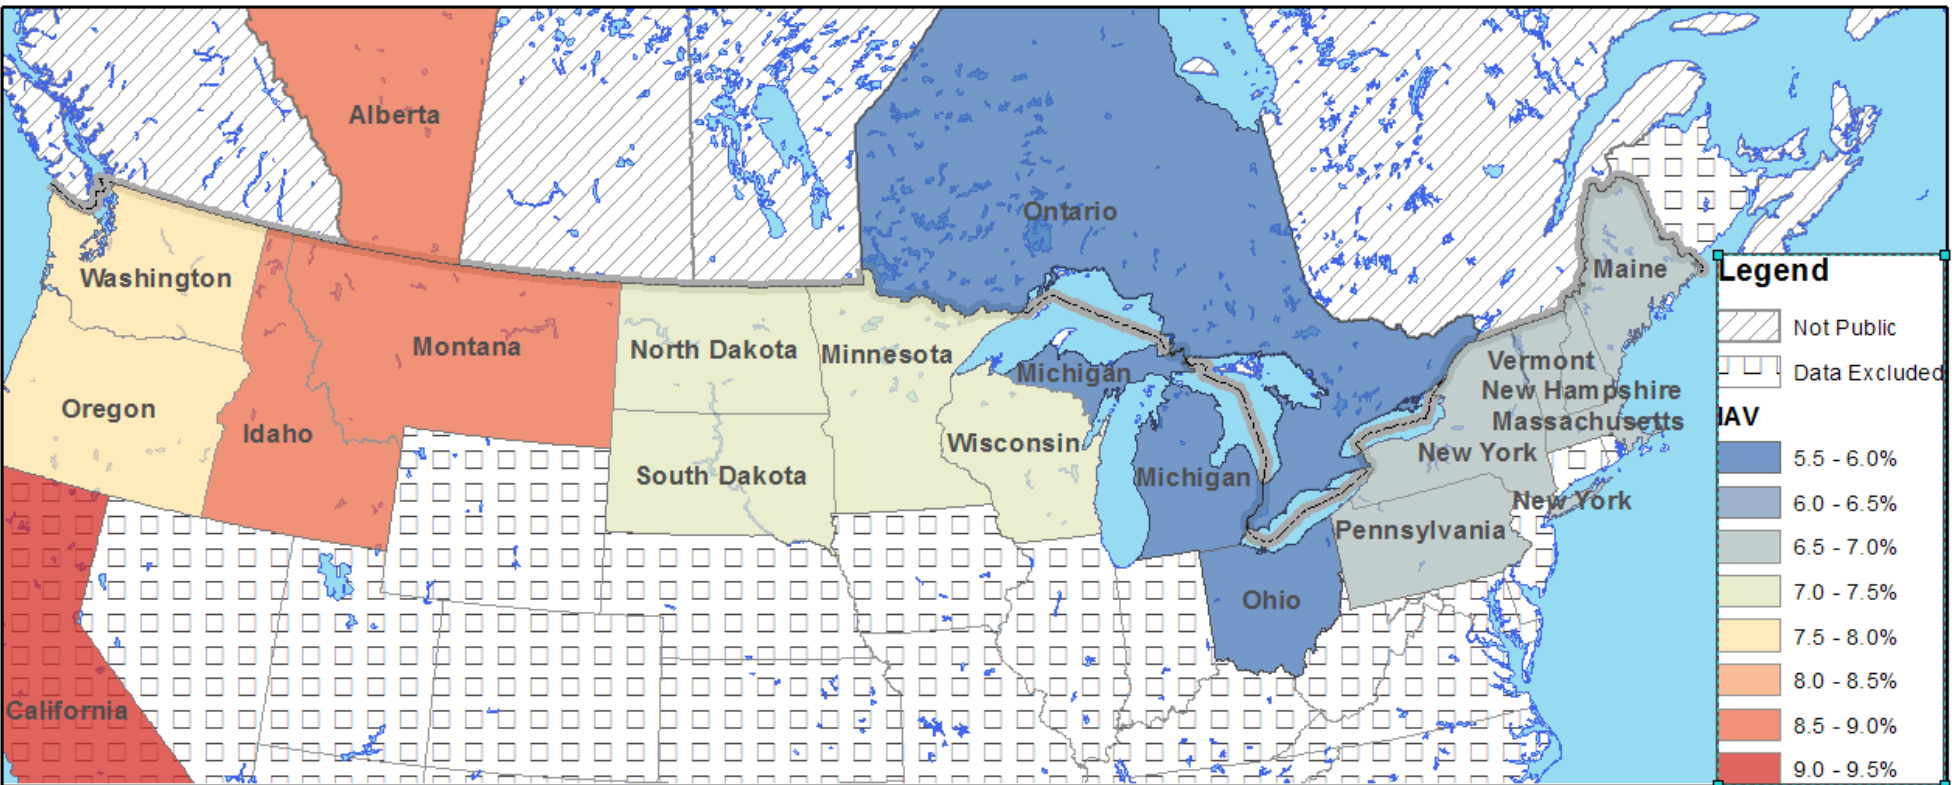 Alberta
Ontario
Washington
Maine
Montana
North Dakota
Minnesota
Michigan
Vermont
New Hampshire
Oregon
Massachusetts
Idaho
Wisconsin
New York
South Dakota
Michigan
New York
Pennsylvania
Ohio
California
Legend
Not Public
Data Excluded
IAV
5.5 - 6.0%
6.0 - 6.5%
6.5 - 7.0%
7.0 - 7.5%
7.5 - 8.0%
8.0 - 8.5%
8.5 - 9.0%
9.0 - 9.5%